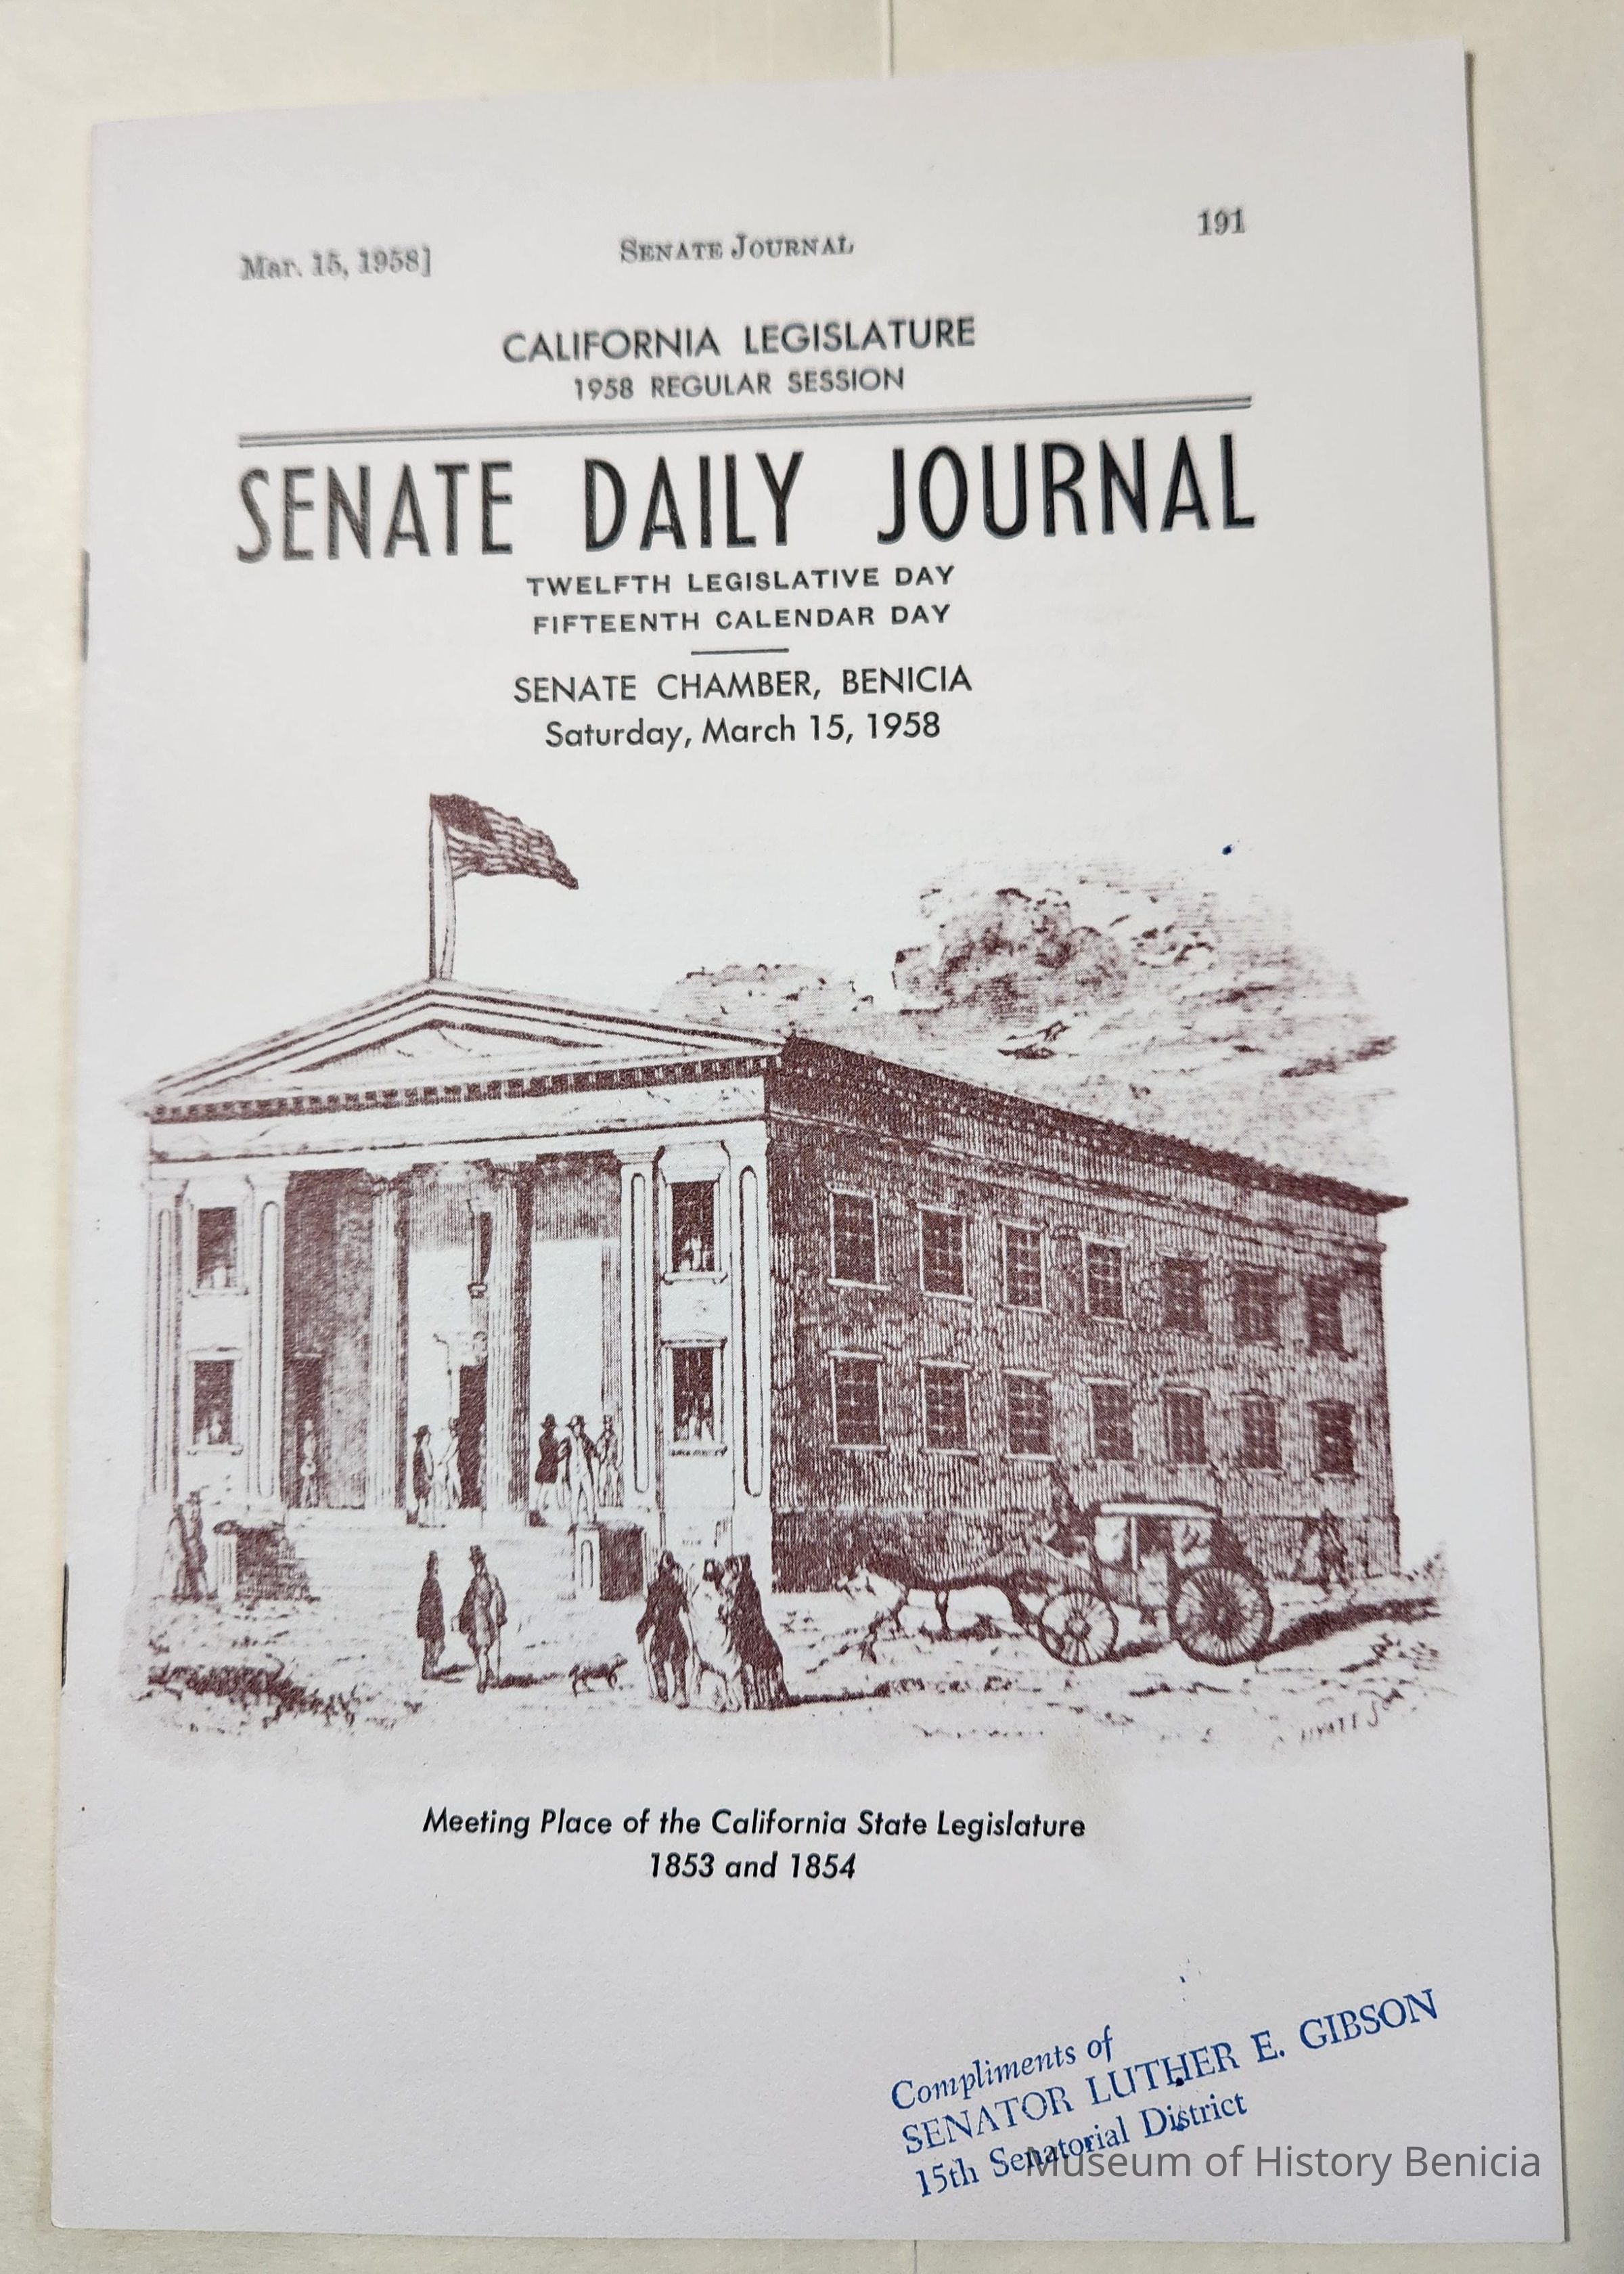 Mar. 15, 1958]
SENATE JOURNAL
191
CALIFORNIA LEGISLATURE
1958 REGULAR SESSION
SENATE DAILY JOURNAL
TWELFTH LEGISLATIVE DAY
FIFTEENTH CALENDAR DAY
SENATE CHAMBER, BENICIA
Saturday, March 15, 1958
Meeting Place of the California State Legislature
1853 and 1854
Compliments of
SENATOR LUTHER E. GIBSON
15th Senatorial District
Museum of History Benicia